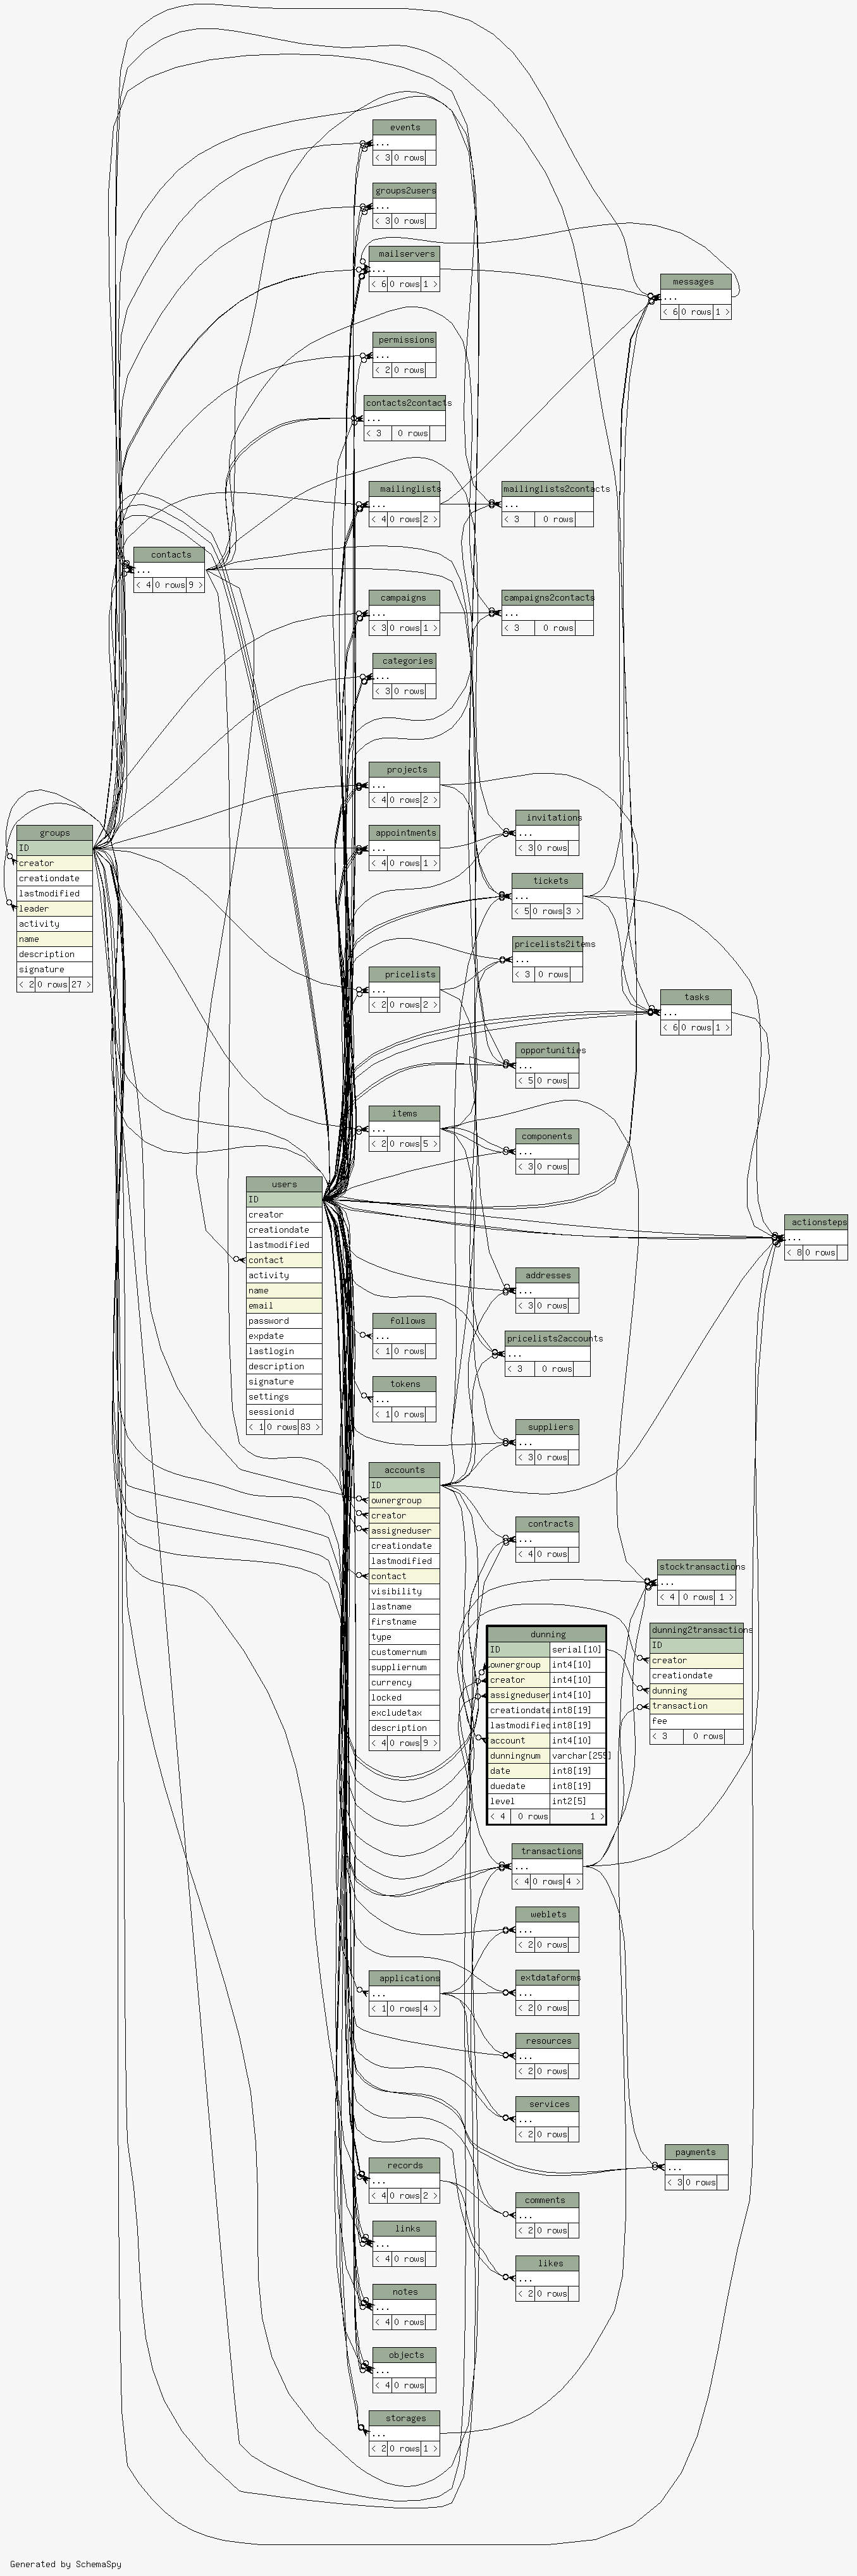 events
...
< 3 0 rows
groups2users
...
< 3 0 rows
mailservers
...
< 6 0 rows 1 >
messages
...
< 6 0 rows 1 >
permissions
...
< 2 0 rows
contacts2contacts
...
< 3 0 rows
mailinglists
...
< 4 0 rows 2 >
mailinglists2contacts
...
< 3 0 rows
contacts
...
< 4 0 rows 9 >
campaigns
...
< 3 0 rows 1 >
campaigns2contacts
...
< 3 0 rows
categories
...
< 3 0 rows
projects
...
< 4 0 rows 2 >
groups
ID
creator
creationdate
lastmodified
leader
activity
name
description
signature
< 2 0 rows 27 >
appointments
...
< 4 0 rows 1 >
invitations
...
< 3 0 rows
tickets
...
< 5 0 rows 3 >
pricelists2items
...
< 3 0 rows
pricelists
...
< 2 0 rows 2 >
tasks
...
< 6 0 rows 1 >
opportunities
...
< 5 0 rows
items
...
< 2 0 rows 5 >
components
...
< 3 0 rows
users
ID
creator
creationdate
lastmodified
contact
activity
name
email
password
expdate
lastlogin
description
signature
settings
sessionid
< 1 0 rows 83 >
actionsteps
...
< 8 0 rows
addresses
...
< 3 0 rows
follows
...
< 1 0 rows
pricelists2accounts
...
< 3 0 rows
tokens
...
< 1 0 rows
suppliers
...
< 3 0 rows
accounts
ID
ownergroup
creator
assigneduser
creationdate
lastmodified
contact
visibility
lastname
firstname
type
customernum
suppliernum
currency
locked
excludetax
description
< 4 0 rows 9 >
contracts
...
< 4 0 rows
stocktransactions
...
< 4 0 rows 1 >
dunning
ID serial[10]
ownergroup int4[10]
creator int4[10]
assigneduser int4[10]
creationdate int8[19]
lastmodified int8[19]
account int4[10]
dunningnum varchar[255]
date int8[19]
duedate int8[19]
level int2[5]
< 4 0 rows 1 >
dunning2transactions
ID
creator
creationdate
dunning
transaction
fee
< 3 0 rows
transactions
...
< 4 0 rows 4 >
weblets
...
< 2 0 rows
applications
...
< 1 0 rows 4 >
extdataforms
...
< 2 0 rows
resources
...
< 2 0 rows
services
...
< 2 0 rows
payments
...
< 3 0 rows
records
...
< 4 0 rows 2 >
comments
...
< 2 0 rows
links
...
< 4 0 rows
likes
...
< 2 0 rows
notes
...
< 4 0 rows
objects
...
< 4 0 rows
storages
...
< 2 0 rows 1 >
Generated by SchemaSpy